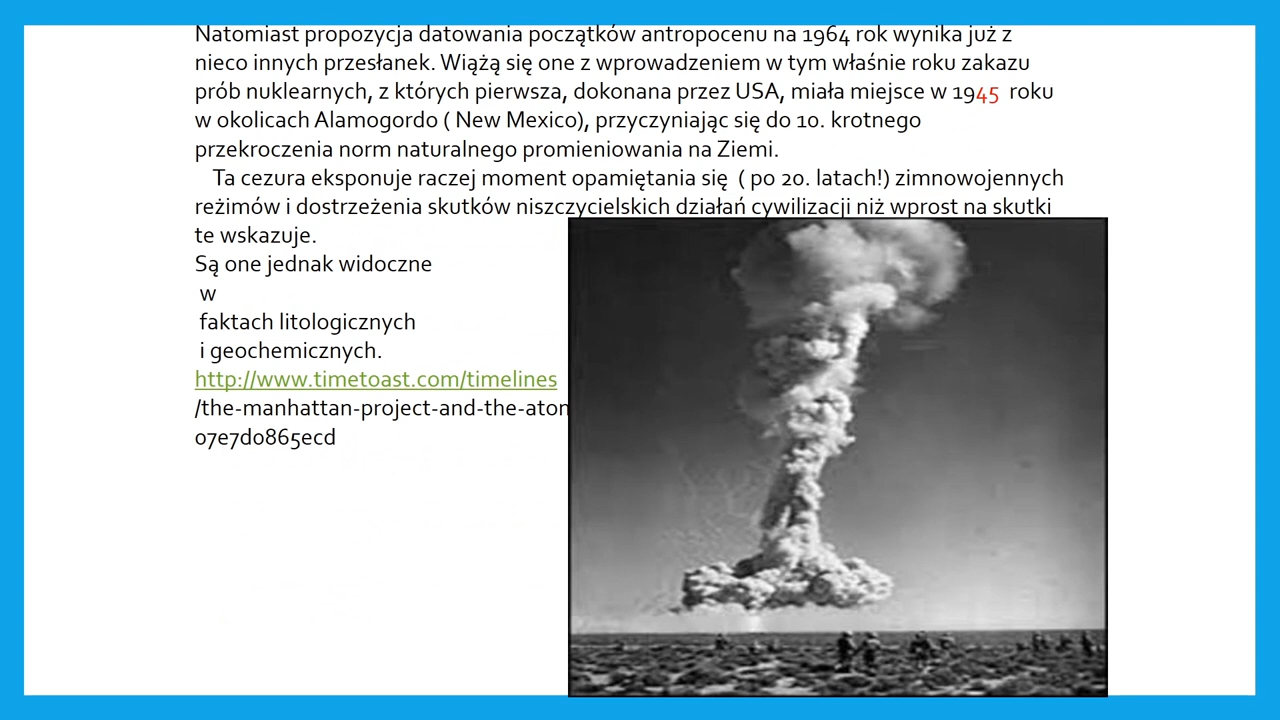 Natomiast propozycja datowania początków antropocenu na 1964 rok wynika już z
nieco innych przesłanek. Wiążą się one z wprowadzeniem w tym właśnie roku zakazu
prób nuklearnych, z których pierwsza, dokonana przez USA, miała miejsce w 1945 roku
w okolicach Alamogordo ( New Mexico), przyczyniając się do 10. krotnego
przekroczenia norm naturalnego promieniowania na Ziemi.
Ta cezura eksponuje raczej moment opamiętania się ( po 20. latach!) zimnowojennych
reżimów i dostrzeżenia skutków niszczycielskich działań cywilizacji niż wprost na skutki
te wskazuje.
Są one jednak widoczne
w
faktach litologicznych
i geochemicznych.
http://www.timetoast.com/timelines
/the-manhattan-project-and-the-aton
07e7d0865ecd